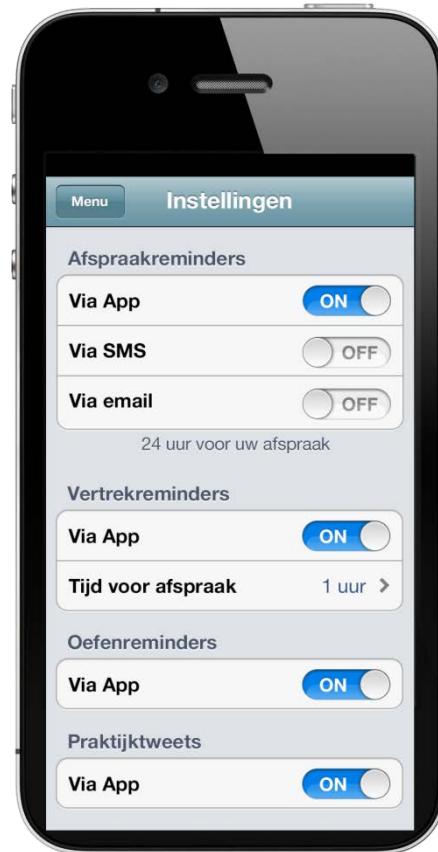 Menu Instellingen
Afspraakreminders
Via App ON
Via SMS OFF
Via email OFF
24 uur voor uw afspraak
Vertrekreminders
Via App ON
Tijd voor afspraak 1 uur >
Oefenreminders
Via App ON
Praktijktweets
Via App ON